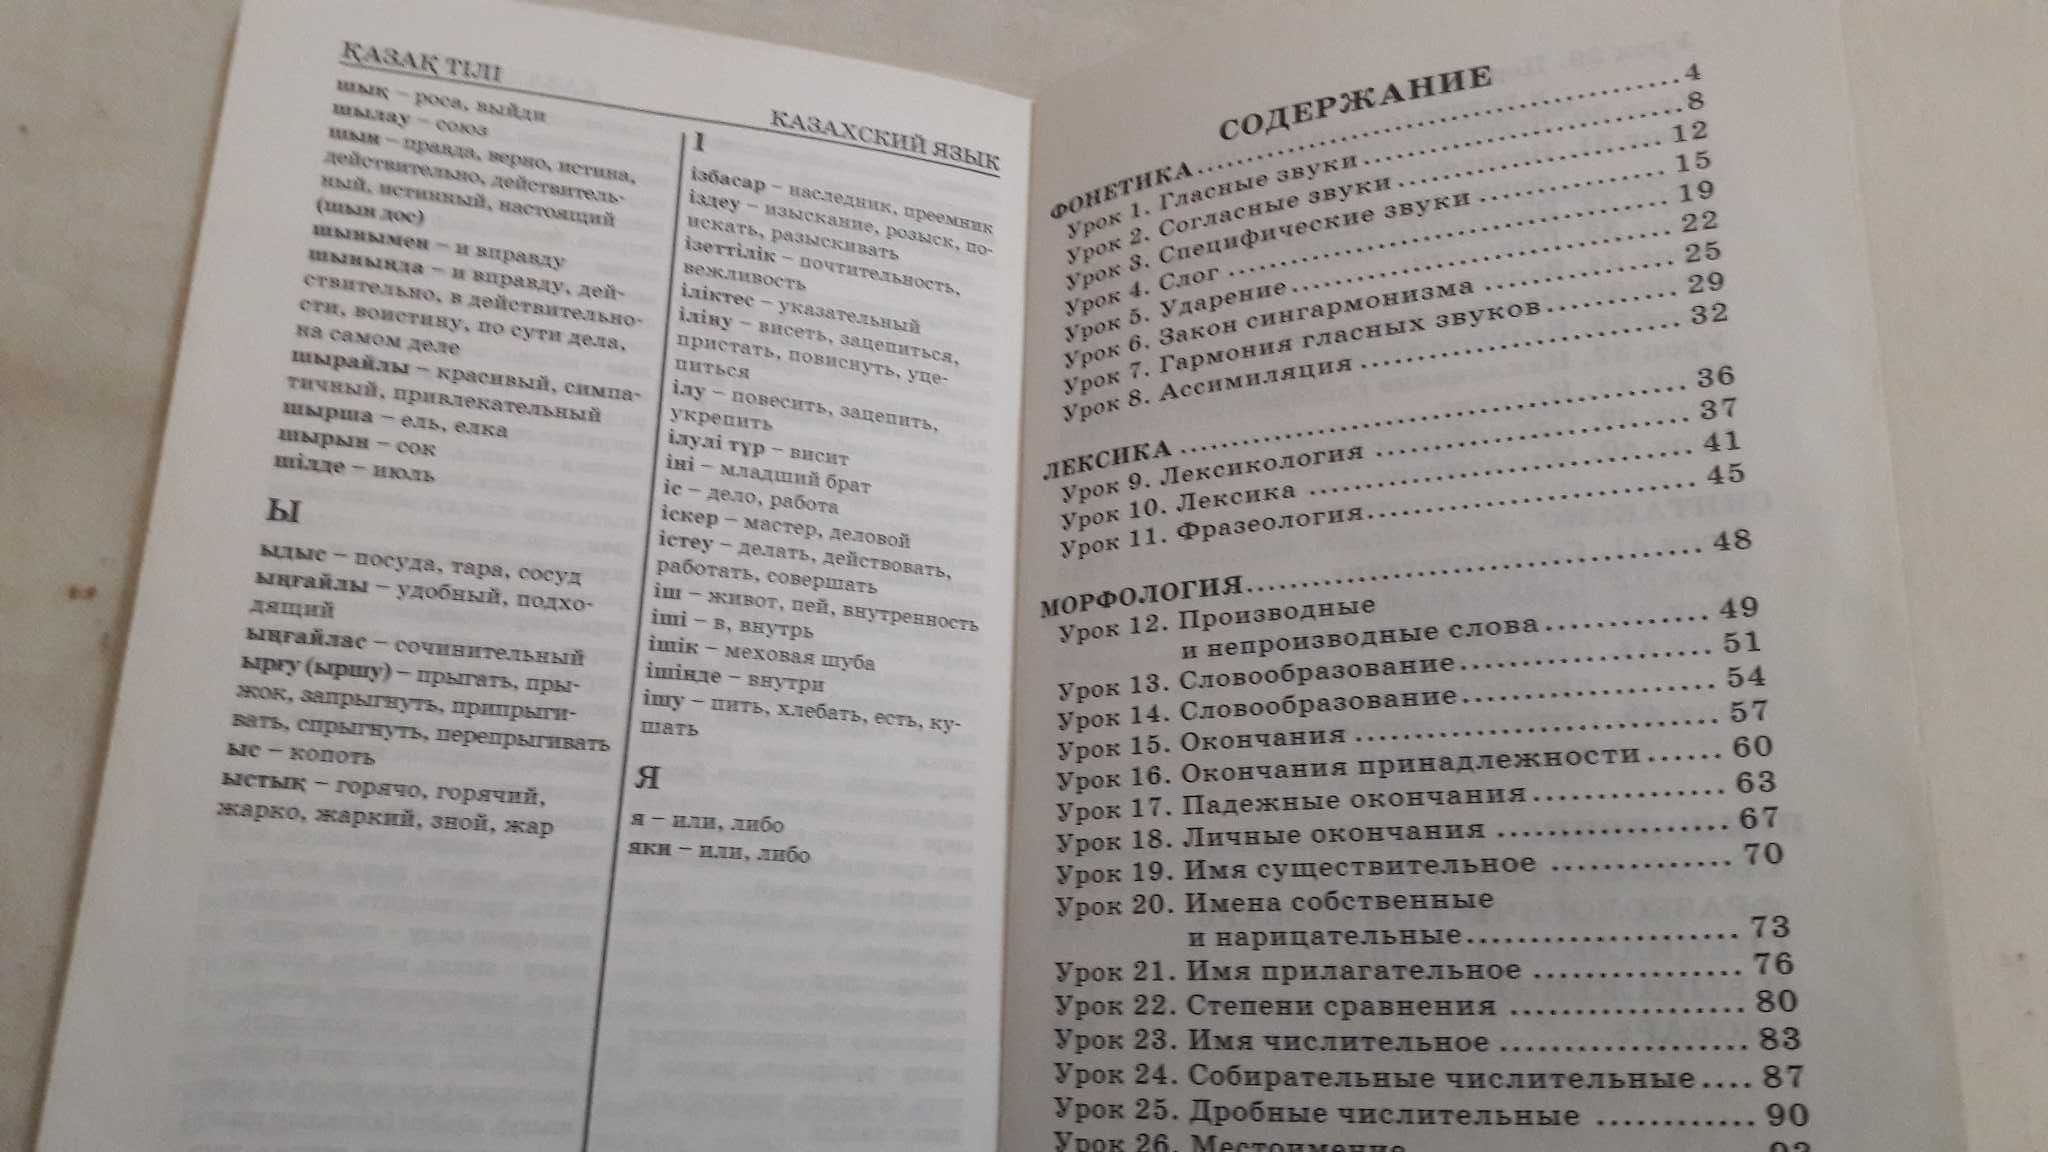 ҚАЗАҚ ТІЛІ
КАЗАХСКИЙ ЯЗЫК
шық – роса, выйди
шылау – союз
шын – правда, верно, истина,
действительно, действитель-
ный, истинный, настоящий
(шын дос)
шынымен – и вправду
шынында – и вправду, дей-
ствительно, в действительно-
сти, воистину, по сути дела,
на самом деле
шырайлы – красивый, симпа-
тичный, привлекательный
шырша – ель, елка
шырын – сок
шілде – июль
Ы
ыдыс – посуда, тара, сосуд
ыңғайлы – удобный, подхо-
дящий
ыңғайлас – сочинительный
ырғу (ыршу) – прыгать, пры-
жок, запрыгнуть, припрыги-
вать, спрыгнуть, перепрыгивать
ыс – копоть
ыстық – горячо, горячий,
жарко, жаркий, зной, жар
І
ізбасар – наследник, преемник
іздеу – изыскание, розыск, по-
искать, разыскивать
ізеттілік – почтительность,
вежливость
іліктес – указательный
іліну – висеть, зацепиться,
пристать, повиснуть, уце-
питься
ілу – повесить, зацепить,
укрепить
ілулі тұр – висит
іні – младший брат
іс – дело, работа
іскер – мастер, деловой
істеу – делать, действовать,
работать, совершать
іш – живот, пей, внутренность
іші – в, внутрь
ішік – меховая шуба
ішінде – внутри
ішу – пить, хлебать, есть, ку-
шать
Я
я – или, либо
яки – или, либо
СОДЕРЖАНИЕ
ФОНЕТИКА.....4
Урок 1. Гласные звуки.....8
Урок 2. Согласные звуки.....12
Урок 3. Специфические звуки.....15
Урок 4. Слог.....19
Урок 5. Ударение.....22
Урок 6. Закон сингармонизма.....25
Урок 7. Гармония гласных звуков.....29
Урок 8. Ассимиляция.....32
ЛЕКСИКА.....36
Урок 9. Лексикология.....37
Урок 10. Лексика.....41
Урок 11. Фразеология.....45
МОРФОЛОГИЯ.....48
Урок 12. Производные
и непроизводные слова.....49
Урок 13. Словообразование.....51
Урок 14. Словообразование.....54
Урок 15. Окончания.....57
Урок 16. Окончания принадлежности.....60
Урок 17. Падежные окончания.....63
Урок 18. Личные окончания.....67
Урок 19. Имя существительное.....70
Урок 20. Имена собственные
и нарицательные.....73
Урок 21. Имя прилагательное.....76
Урок 22. Степени сравнения.....80
Урок 23. Имя числительное.....83
Урок 24. Собирательные числительные....87
Урок 25. Дробные числительные.....90
Урок 26. Местоимение